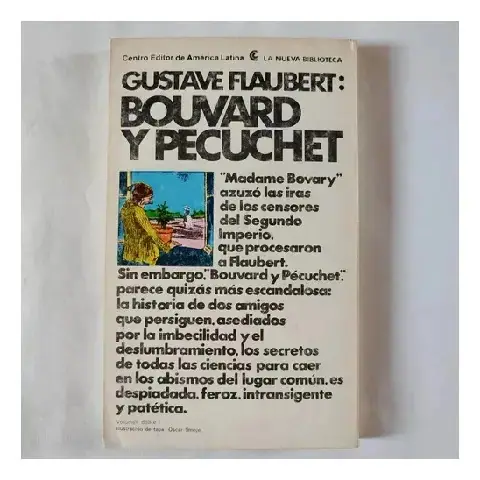 Centro Editor de América Latina LA NUEVA BIBLIOTECA
GUSTAVE FLAUBERT:
BOUVARD
Y PECUCHET
"Madame Bovary"
azuzó las iras
de los censores
del Segundo
Imperio,
que procesaron
a Flaubert.
Sin embargo, "Bouvard y Pécuchet",
parece quizás más escandalosa:
la historia de dos amigos
que persiguen, asediados
por la imbecilidad y el
deslumbramiento, los secretos
de todas las ciencias para caer
en los abismos del lugar común, es
despiadada, feroz, intransigente
y patética.